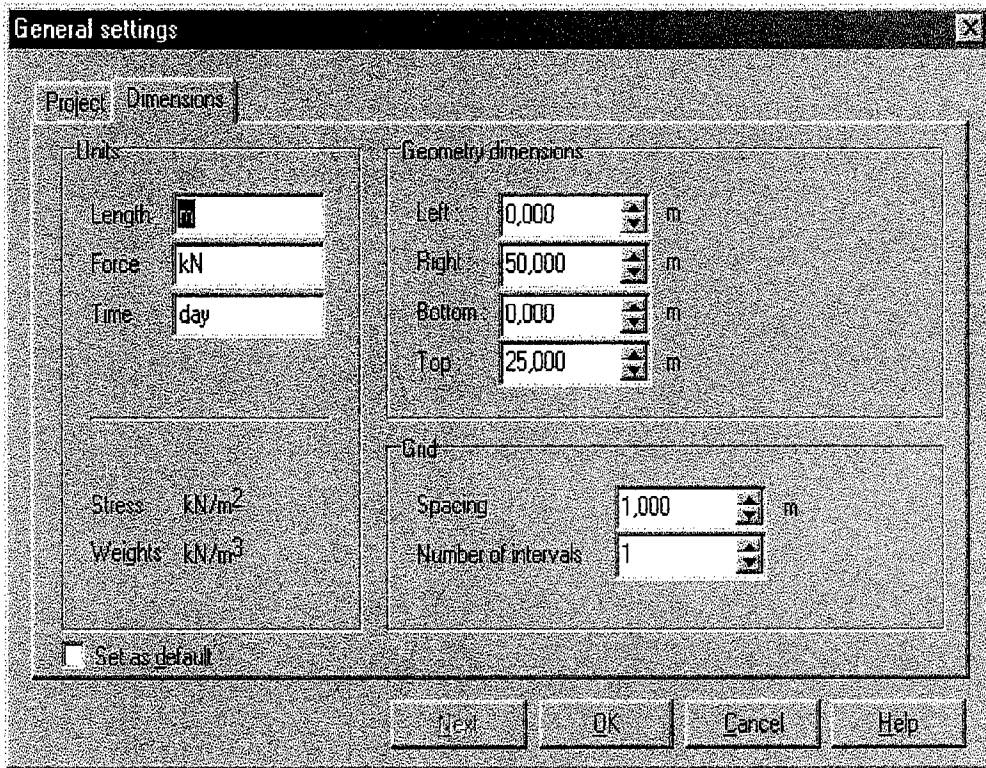 General settings
Project Dimensions
Units
Length m
Force kN
Time day
Stress kN/m2
Weights kN/m3
Set as default
Geometry dimensions
Left : 0,000 m
Right : 50,000 m
Bottom : 0,000 m
Top : 25,000 m
Grid
Spacing 1,000 m
Number of intervals 1
Next OK Cancel Help